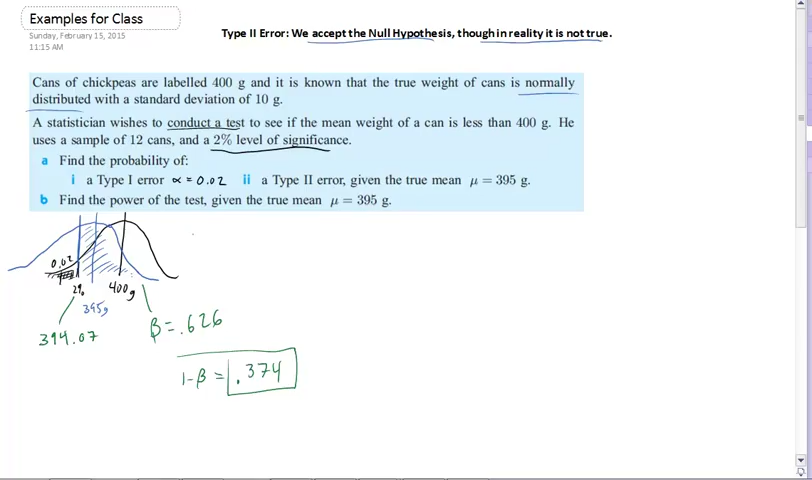 Examples for Class
Sunday, February 15, 2015
11:15 AM
Type II Error: We accept the Null Hypothesis, though in reality it is not true.
Cans of chickpeas are labelled 400 g and it is known that the true weight of cans is normally
distributed with a standard deviation of 10 g.
A statistician wishes to conduct a test to see if the mean weight of a can is less than 400 g. He
uses a sample of 12 cans, and a 2% level of significance.
a Find the probability of:
i a Type I error α = 0.02 ii a Type II error, given the true mean μ = 395 g.
b Find the power of the test, given the true mean μ = 395 g.
0.02
2% 400g
395g
394.07 β = .626
1-β = .374